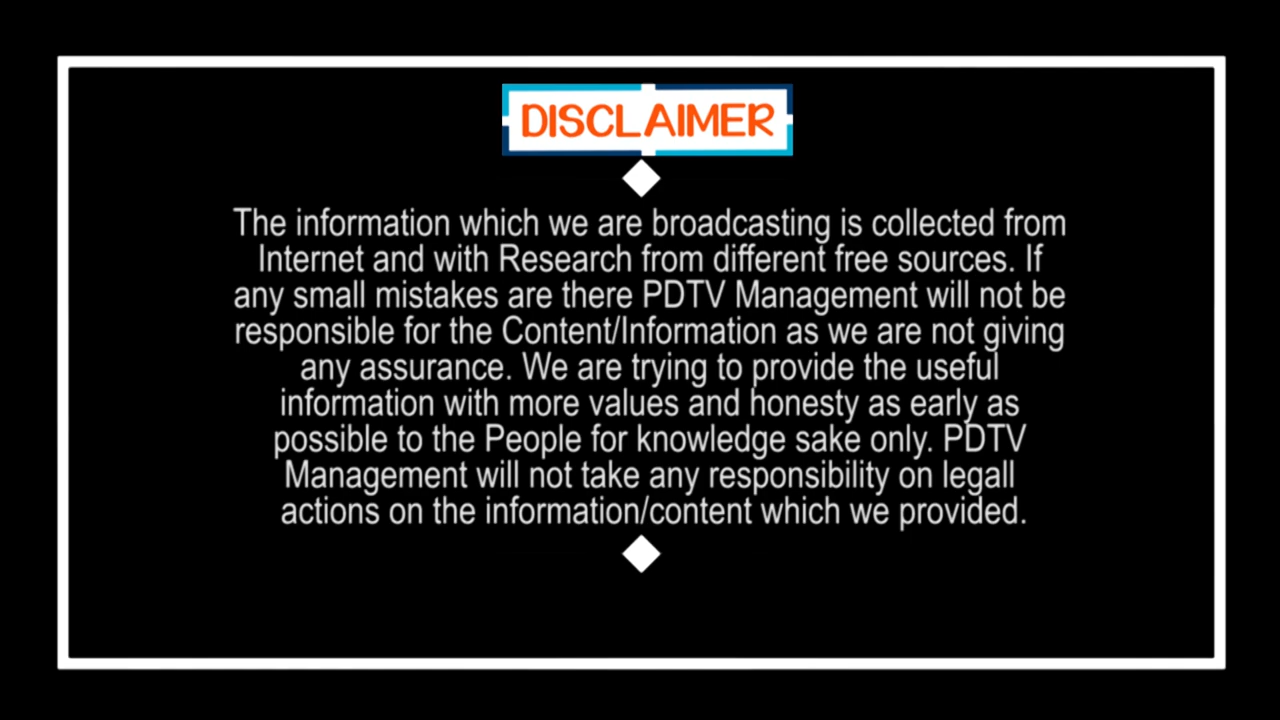 DISCLAIMER
The information which we are broadcasting is collected from
Internet and with Research from different free sources. If
any small mistakes are there PDTV Management will not be
responsible for the Content/Information as we are not giving
any assurance. We are trying to provide the useful
information with more values and honesty as early as
possible to the People for knowledge sake only. PDTV
Management will not take any responsibility on legall
actions on the information/content which we provided.